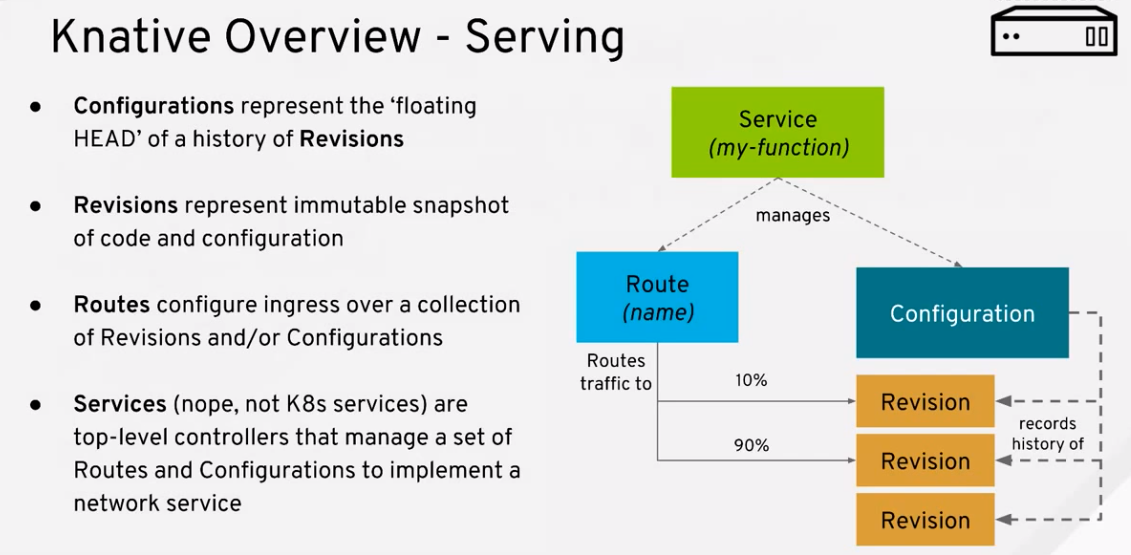 Knative Overview - Serving
● Configurations represent the ‘floating
HEAD’ of a history of Revisions
● Revisions represent immutable snapshot
of code and configuration
● Routes configure ingress over a collection
of Revisions and/or Configurations
● Services (nope, not K8s services) are
top-level controllers that manage a set of
Routes and Configurations to implement a
network service
Service
(my-function)
manages
Route
(name)
Configuration
Routes
traffic to
10%
90%
Revision
Revision
Revision
records
history of